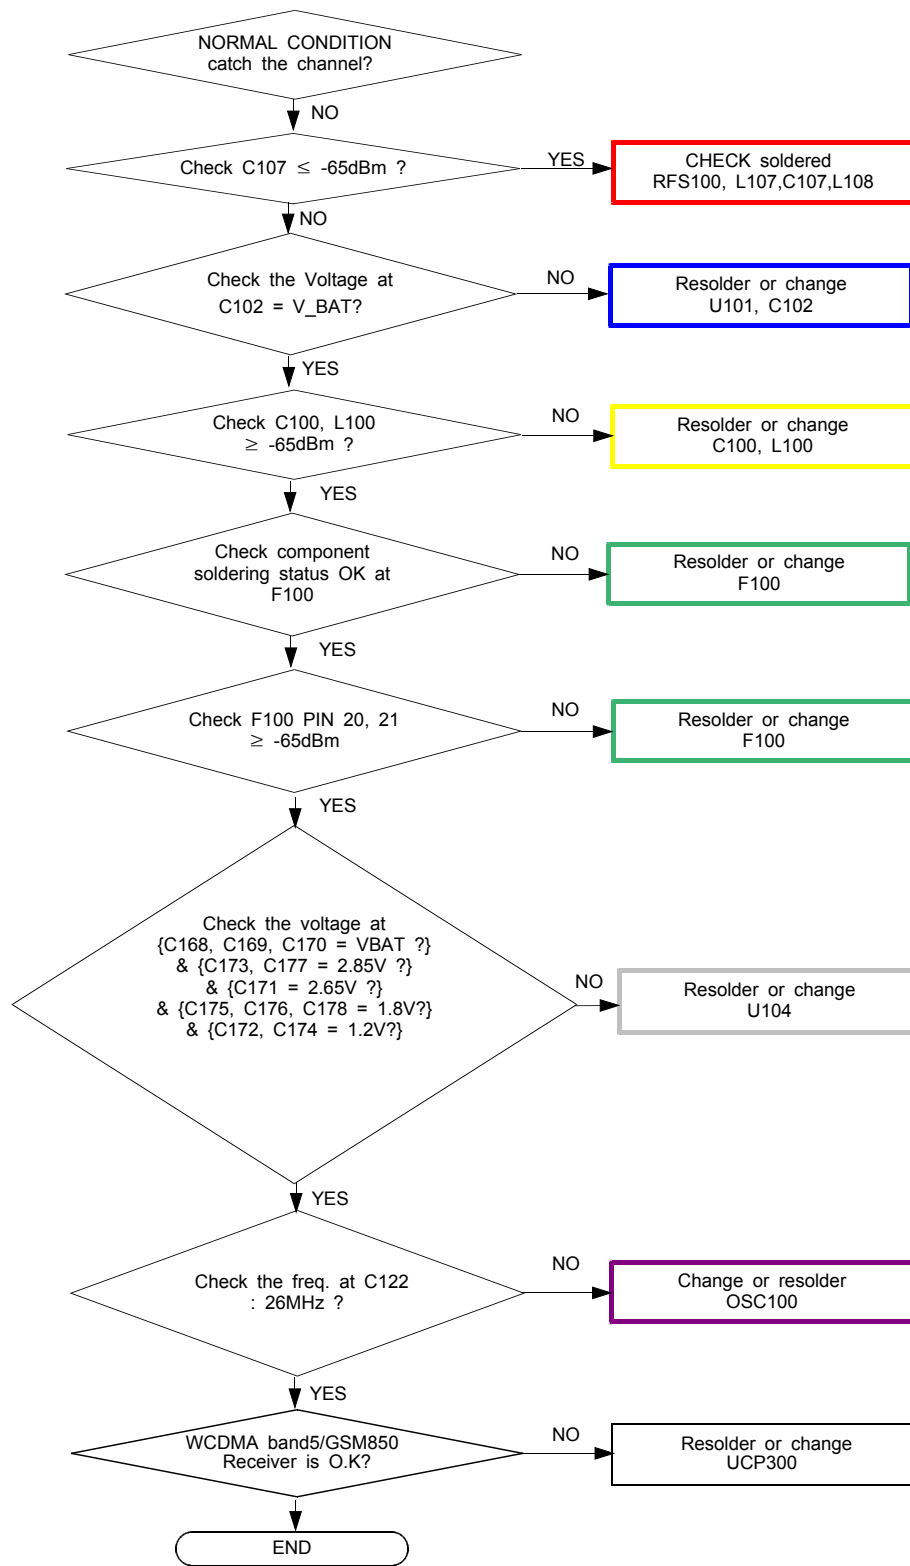 NORMAL CONDITION
catch the channel?
NO
Check C107 ≤ -65dBm ?
YES
CHECK soldered
RFS100, L107,C107,L108
NO
Check the Voltage at
C102 = V_BAT?
NO
Resolder or change
U101, C102
YES
Check C100, L100
≥ -65dBm ?
NO
Resolder or change
C100, L100
YES
Check component
soldering status OK at
F100
NO
Resolder or change
F100
YES
Check F100 PIN 20, 21
≥ -65dBm
NO
Resolder or change
F100
YES
Check the voltage at
{C168, C169, C170 = VBAT ?}
& {C173, C177 = 2.85V ?}
& {C171 = 2.65V ?}
& {C175, C176, C178 = 1.8V?}
& {C172, C174 = 1.2V?}
NO
Resolder or change
U104
YES
Check the freq. at C122
: 26MHz ?
NO
Change or resolder
OSC100
YES
WCDMA band5/GSM850
Receiver is O.K?
NO
Resolder or change
UCP300
END